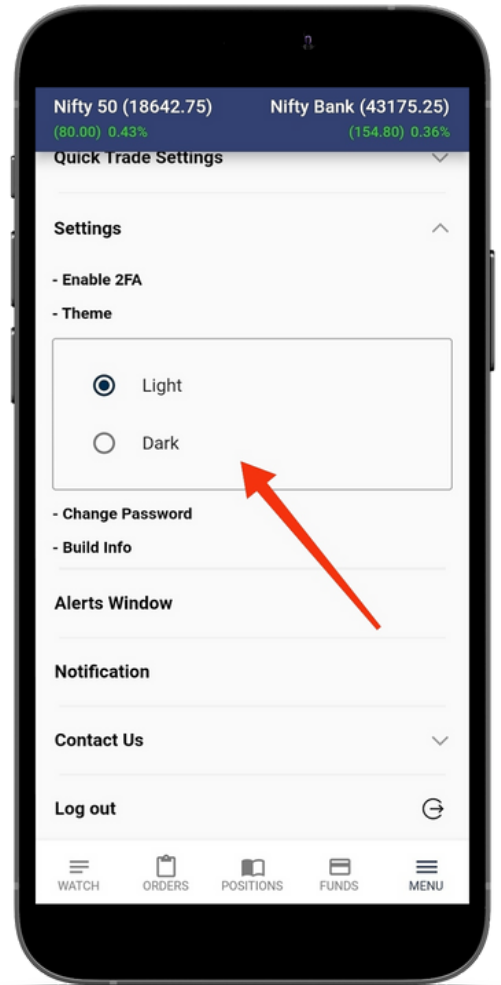 Nifty 50 (18642.75) Nifty Bank (43175.25)
(80.00) 0.43% (154.80) 0.36%
Quick Trade Settings
Settings
- Enable 2FA
- Theme
Light
Dark
- Change Password
- Build Info
Alerts Window
Notification
Contact Us
Log out
WATCH ORDERS POSITIONS FUNDS MENU